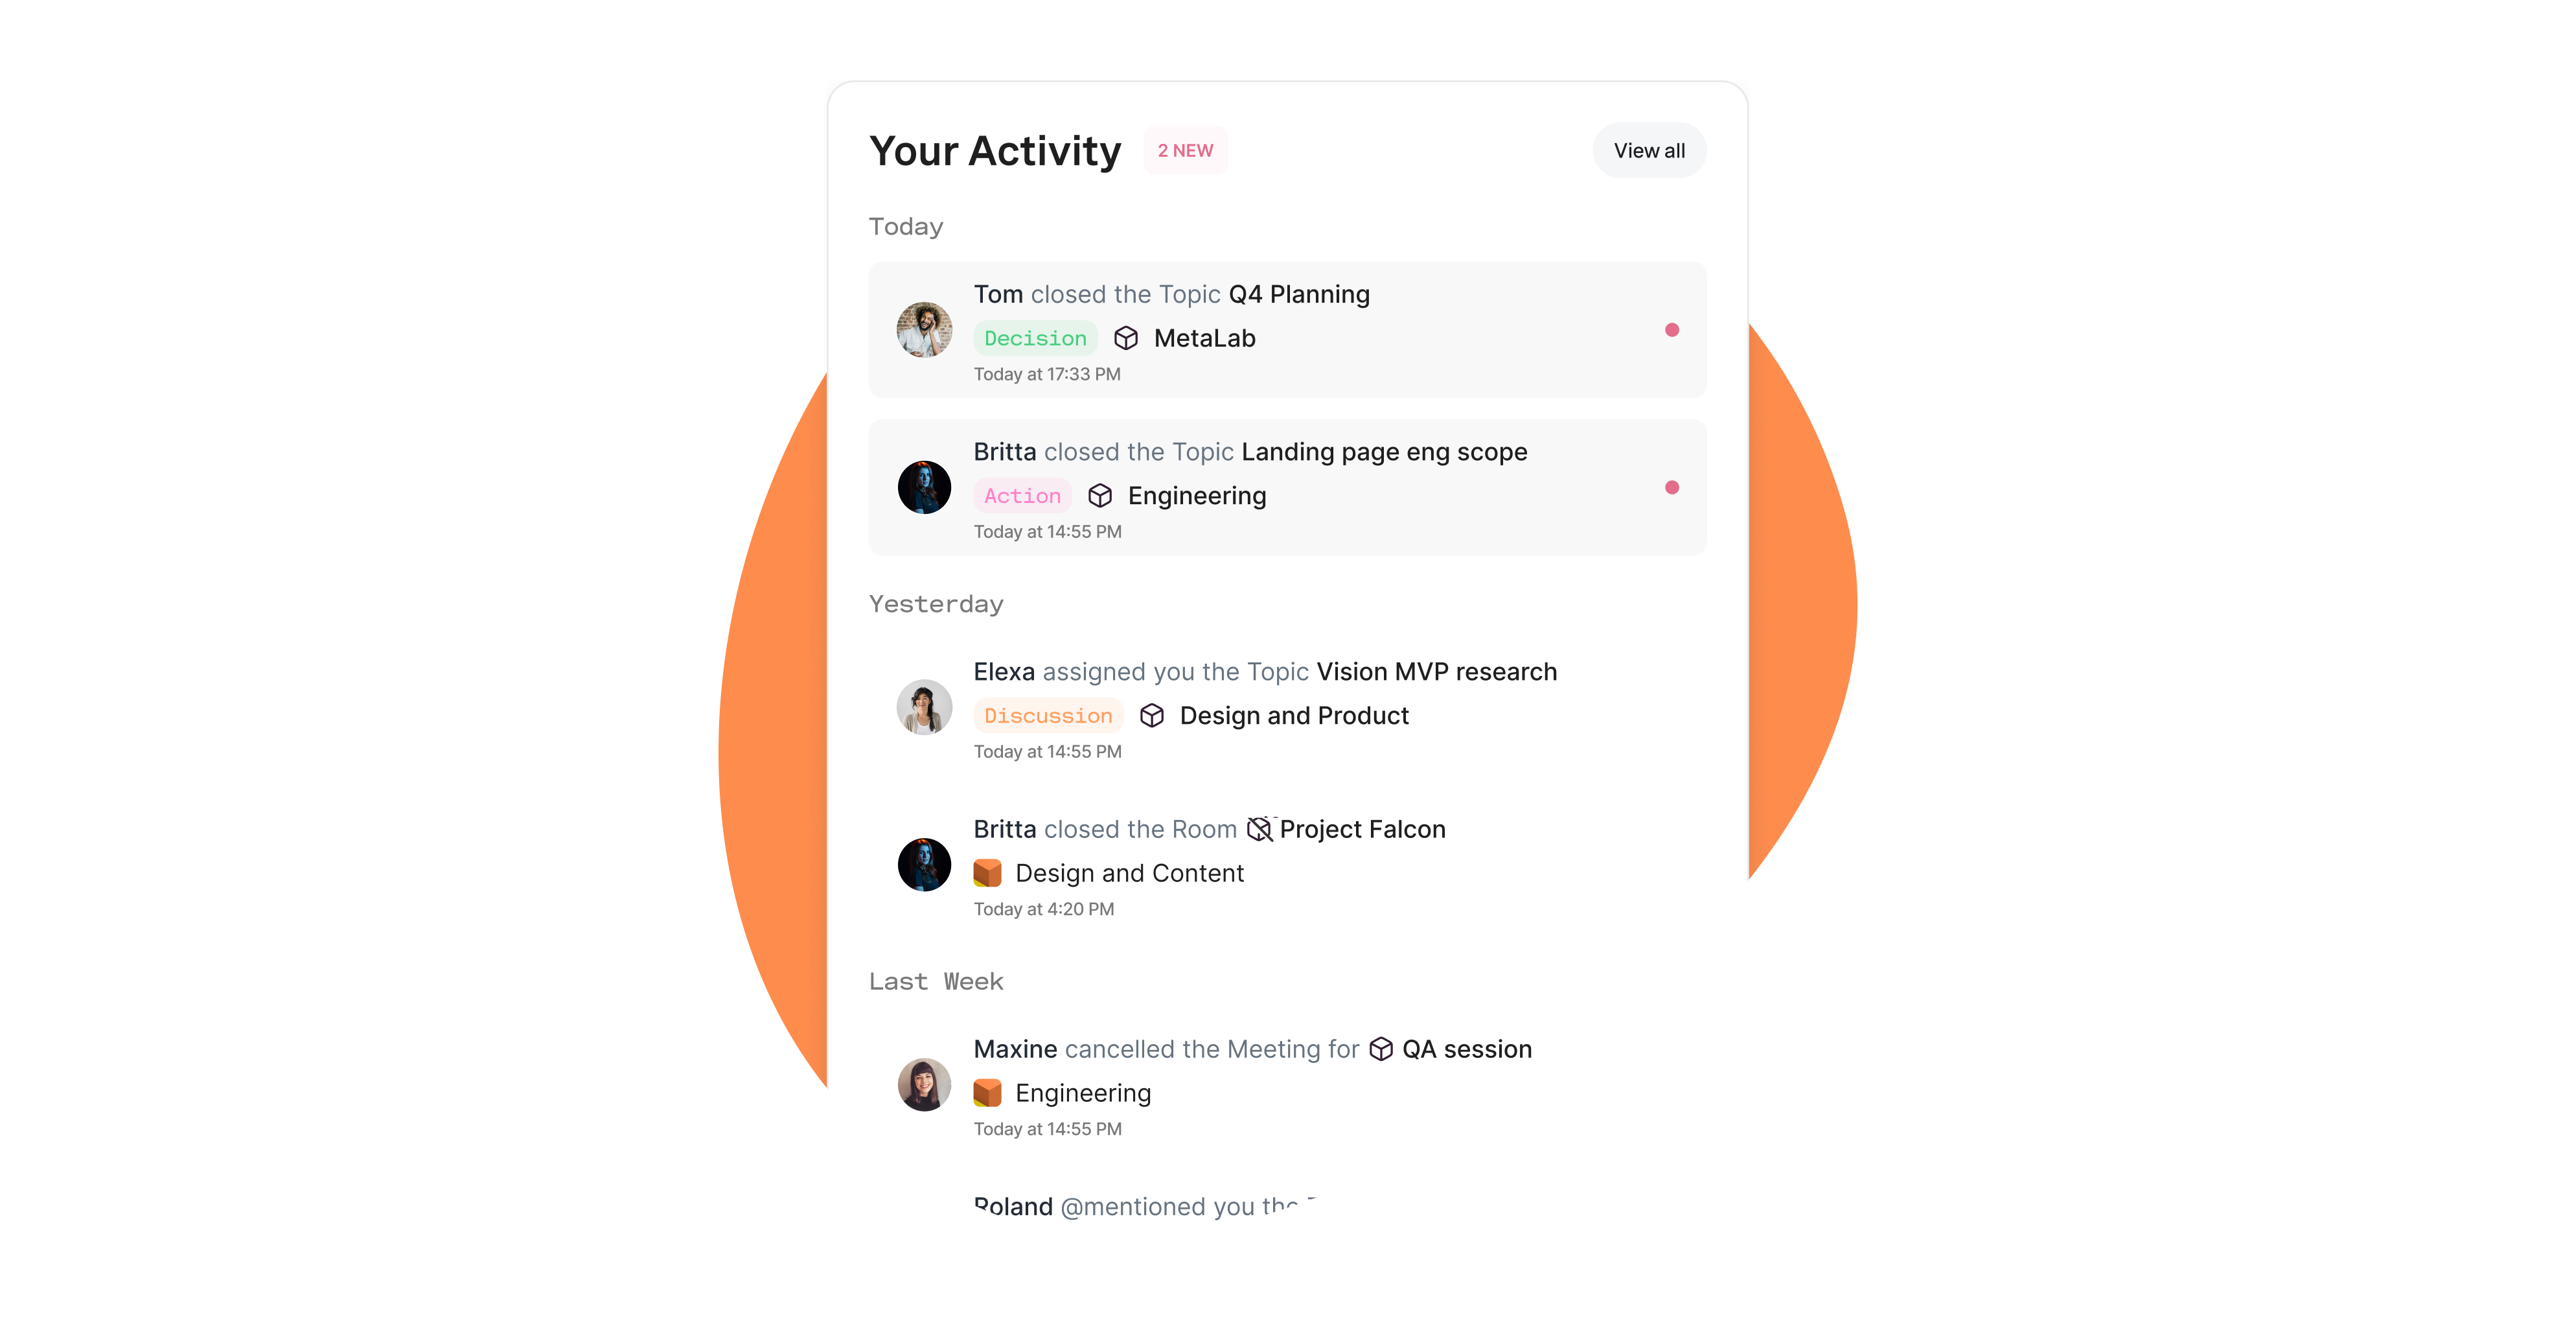 Your Activity 2 NEW View all
Today
Tom closed the Topic Q4 Planning
Decision MetaLab
Today at 17:33 PM
Britta closed the Topic Landing page eng scope
Action Engineering
Today at 14:55 PM
Yesterday
Elexa assigned you the Topic Vision MVP research
Discussion Design and Product
Today at 14:55 PM
Britta closed the Room Project Falcon
Design and Content
Today at 4:20 PM
Last Week
Maxine cancelled the Meeting for QA session
Engineering
Today at 14:55 PM
Roland @mentioned you the